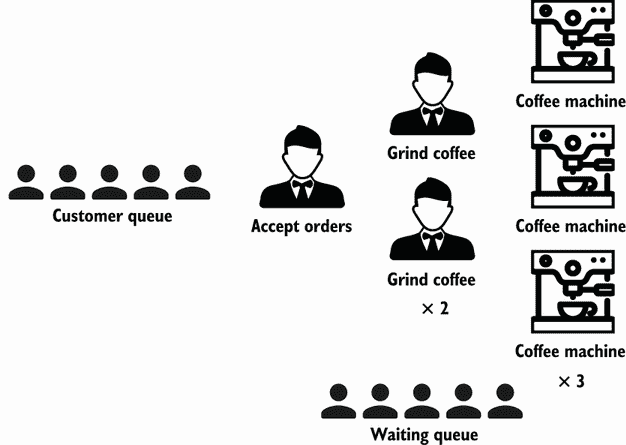 Coffee machine
Grind coffee
Customer queue
Accept orders
Coffee machine
Grind coffee
× 2
Coffee machine
× 3
Waiting queue